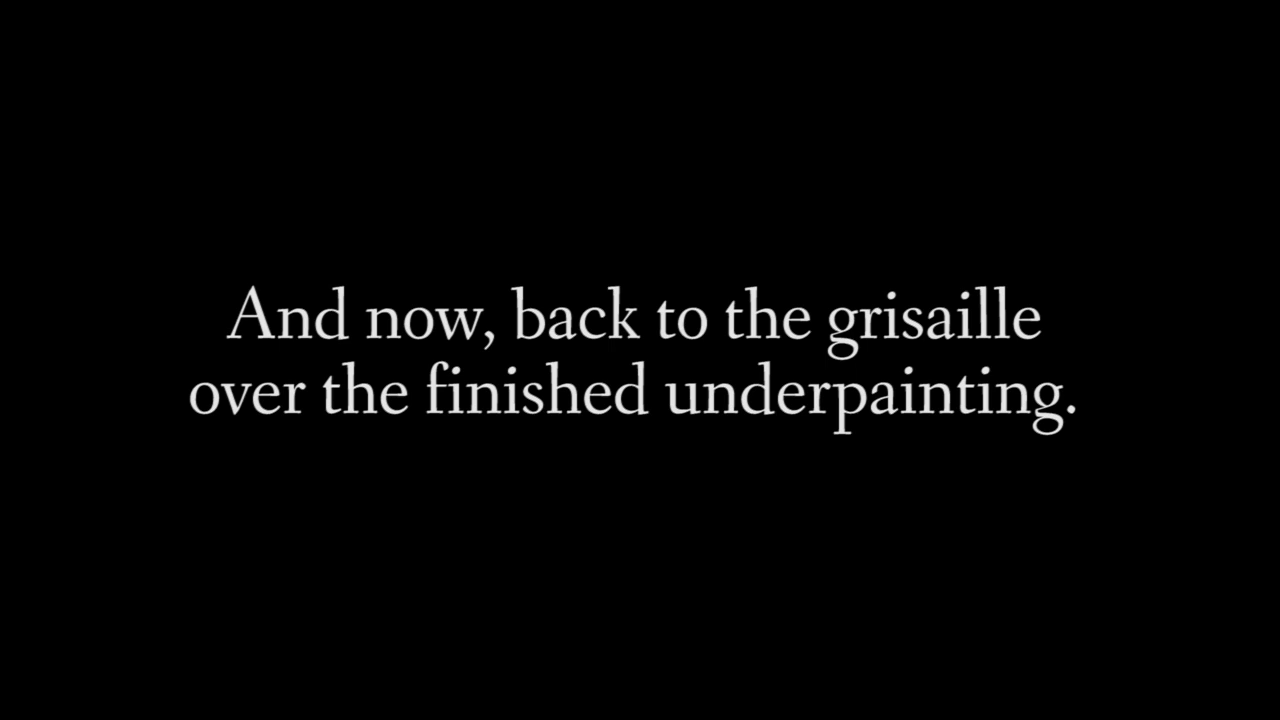 And now, back to the grisaille
over the finished underpainting.